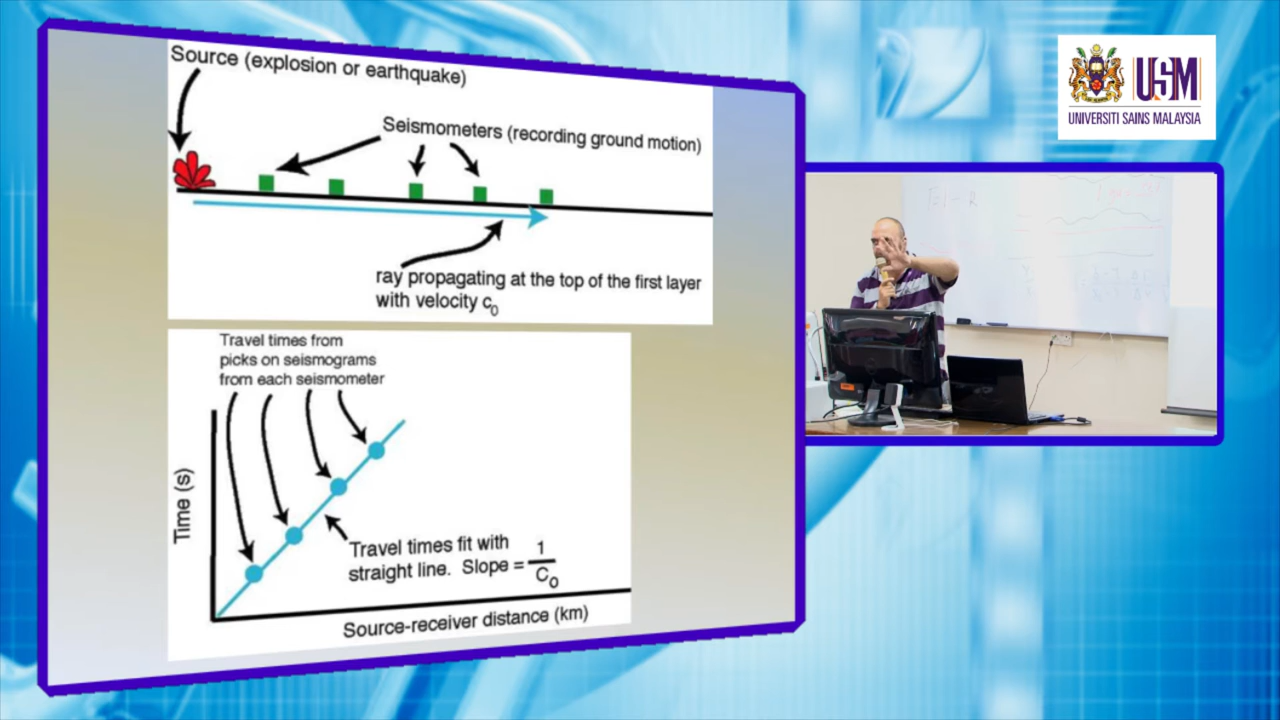 Source (explosion or earthquake)
Seismometers (recording ground motion)
ray propagating at the top of the first layer
with velocity c0
Travel times from
picks on seismograms
from each seismometer
Time (s)
Travel times fit with
straight line. Slope = 1/C0
Source-receiver distance (km)
USM
UNIVERSITI SAINS MALAYSIA